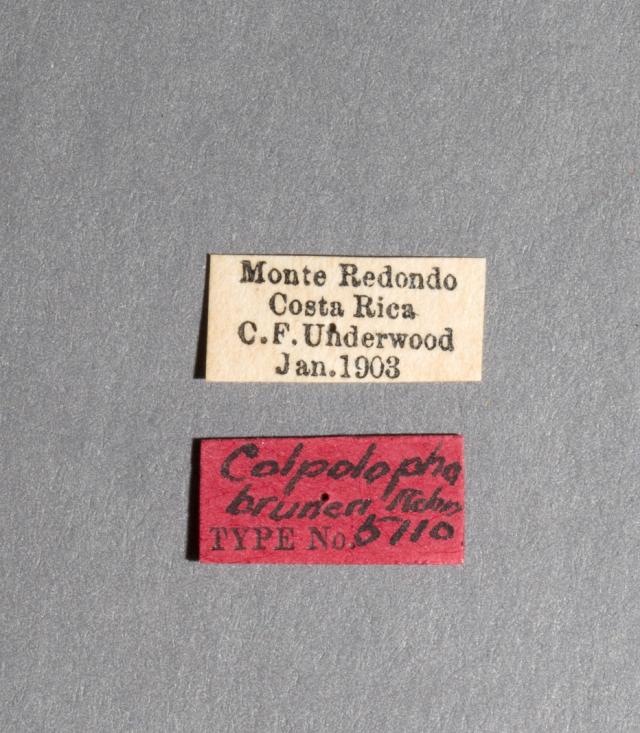 Monte Redondo
Costa Rica
C.F. Underwood
Jan. 1903
Colpolopha
bruneri Rehn
TYPE No. 5110